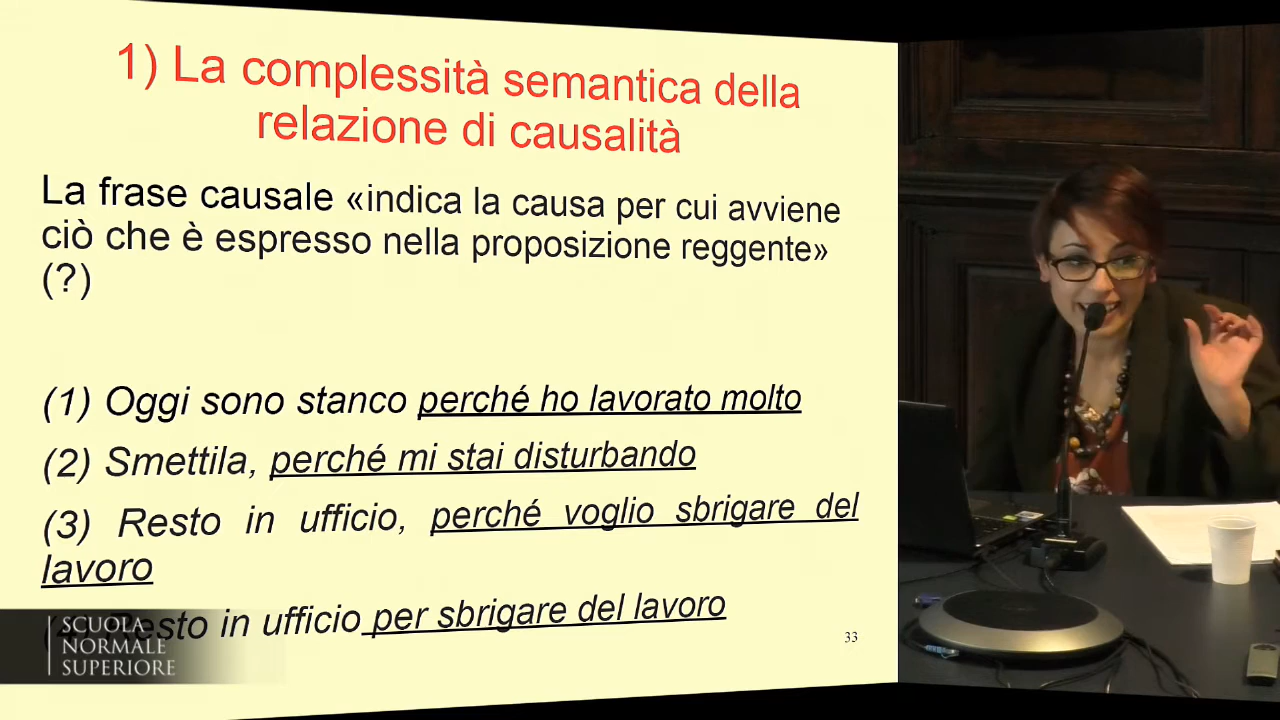 1) La complessità semantica della
relazione di causalità
La frase causale «indica la causa per cui avviene
ciò che è espresso nella proposizione reggente»
(?)
(1) Oggi sono stanco perché ho lavorato molto
(2) Smettila, perché mi stai disturbando
(3) Resto in ufficio, perché voglio sbrigare del
lavoro
(4) Resto in ufficio per sbrigare del lavoro
33
SCUOLA
NORMALE
SUPERIORE